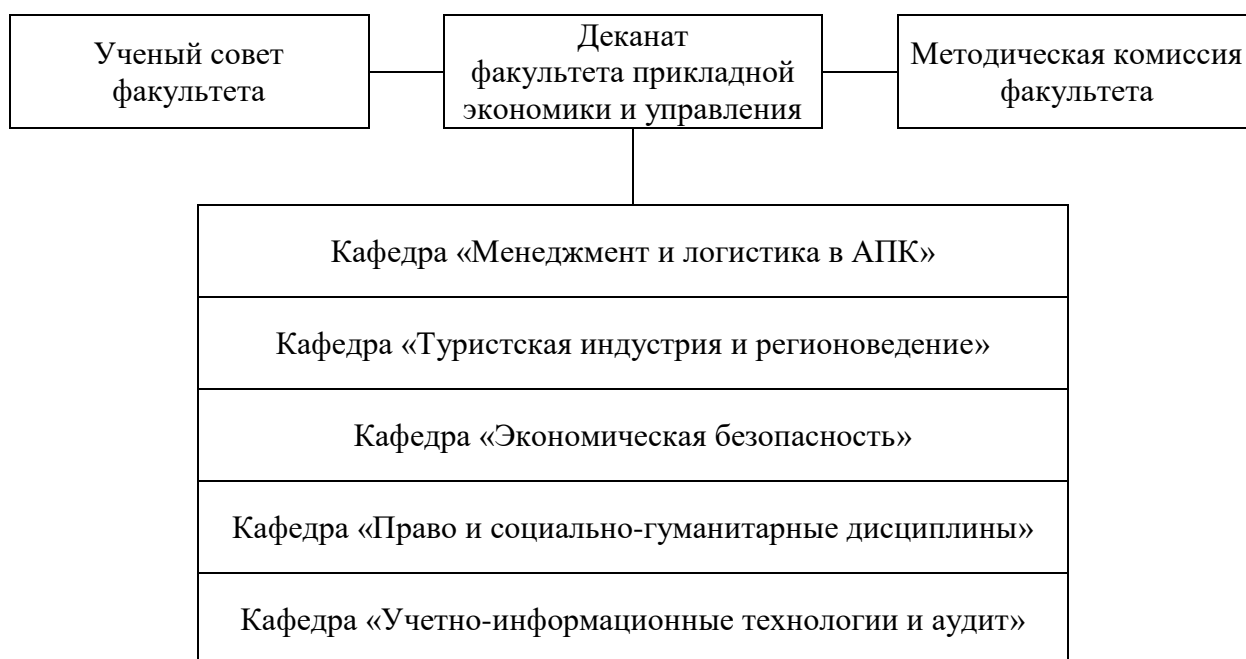 Ученый совет
факультета
Деканат
факультета прикладной
экономики и управления
Методическая комиссия
факультета
Кафедра «Менеджмент и логистика в АПК»
Кафедра «Туристская индустрия и регионоведение»
Кафедра «Экономическая безопасность»
Кафедра «Право и социально-гуманитарные дисциплины»
Кафедра «Учетно-информационные технологии и аудит»